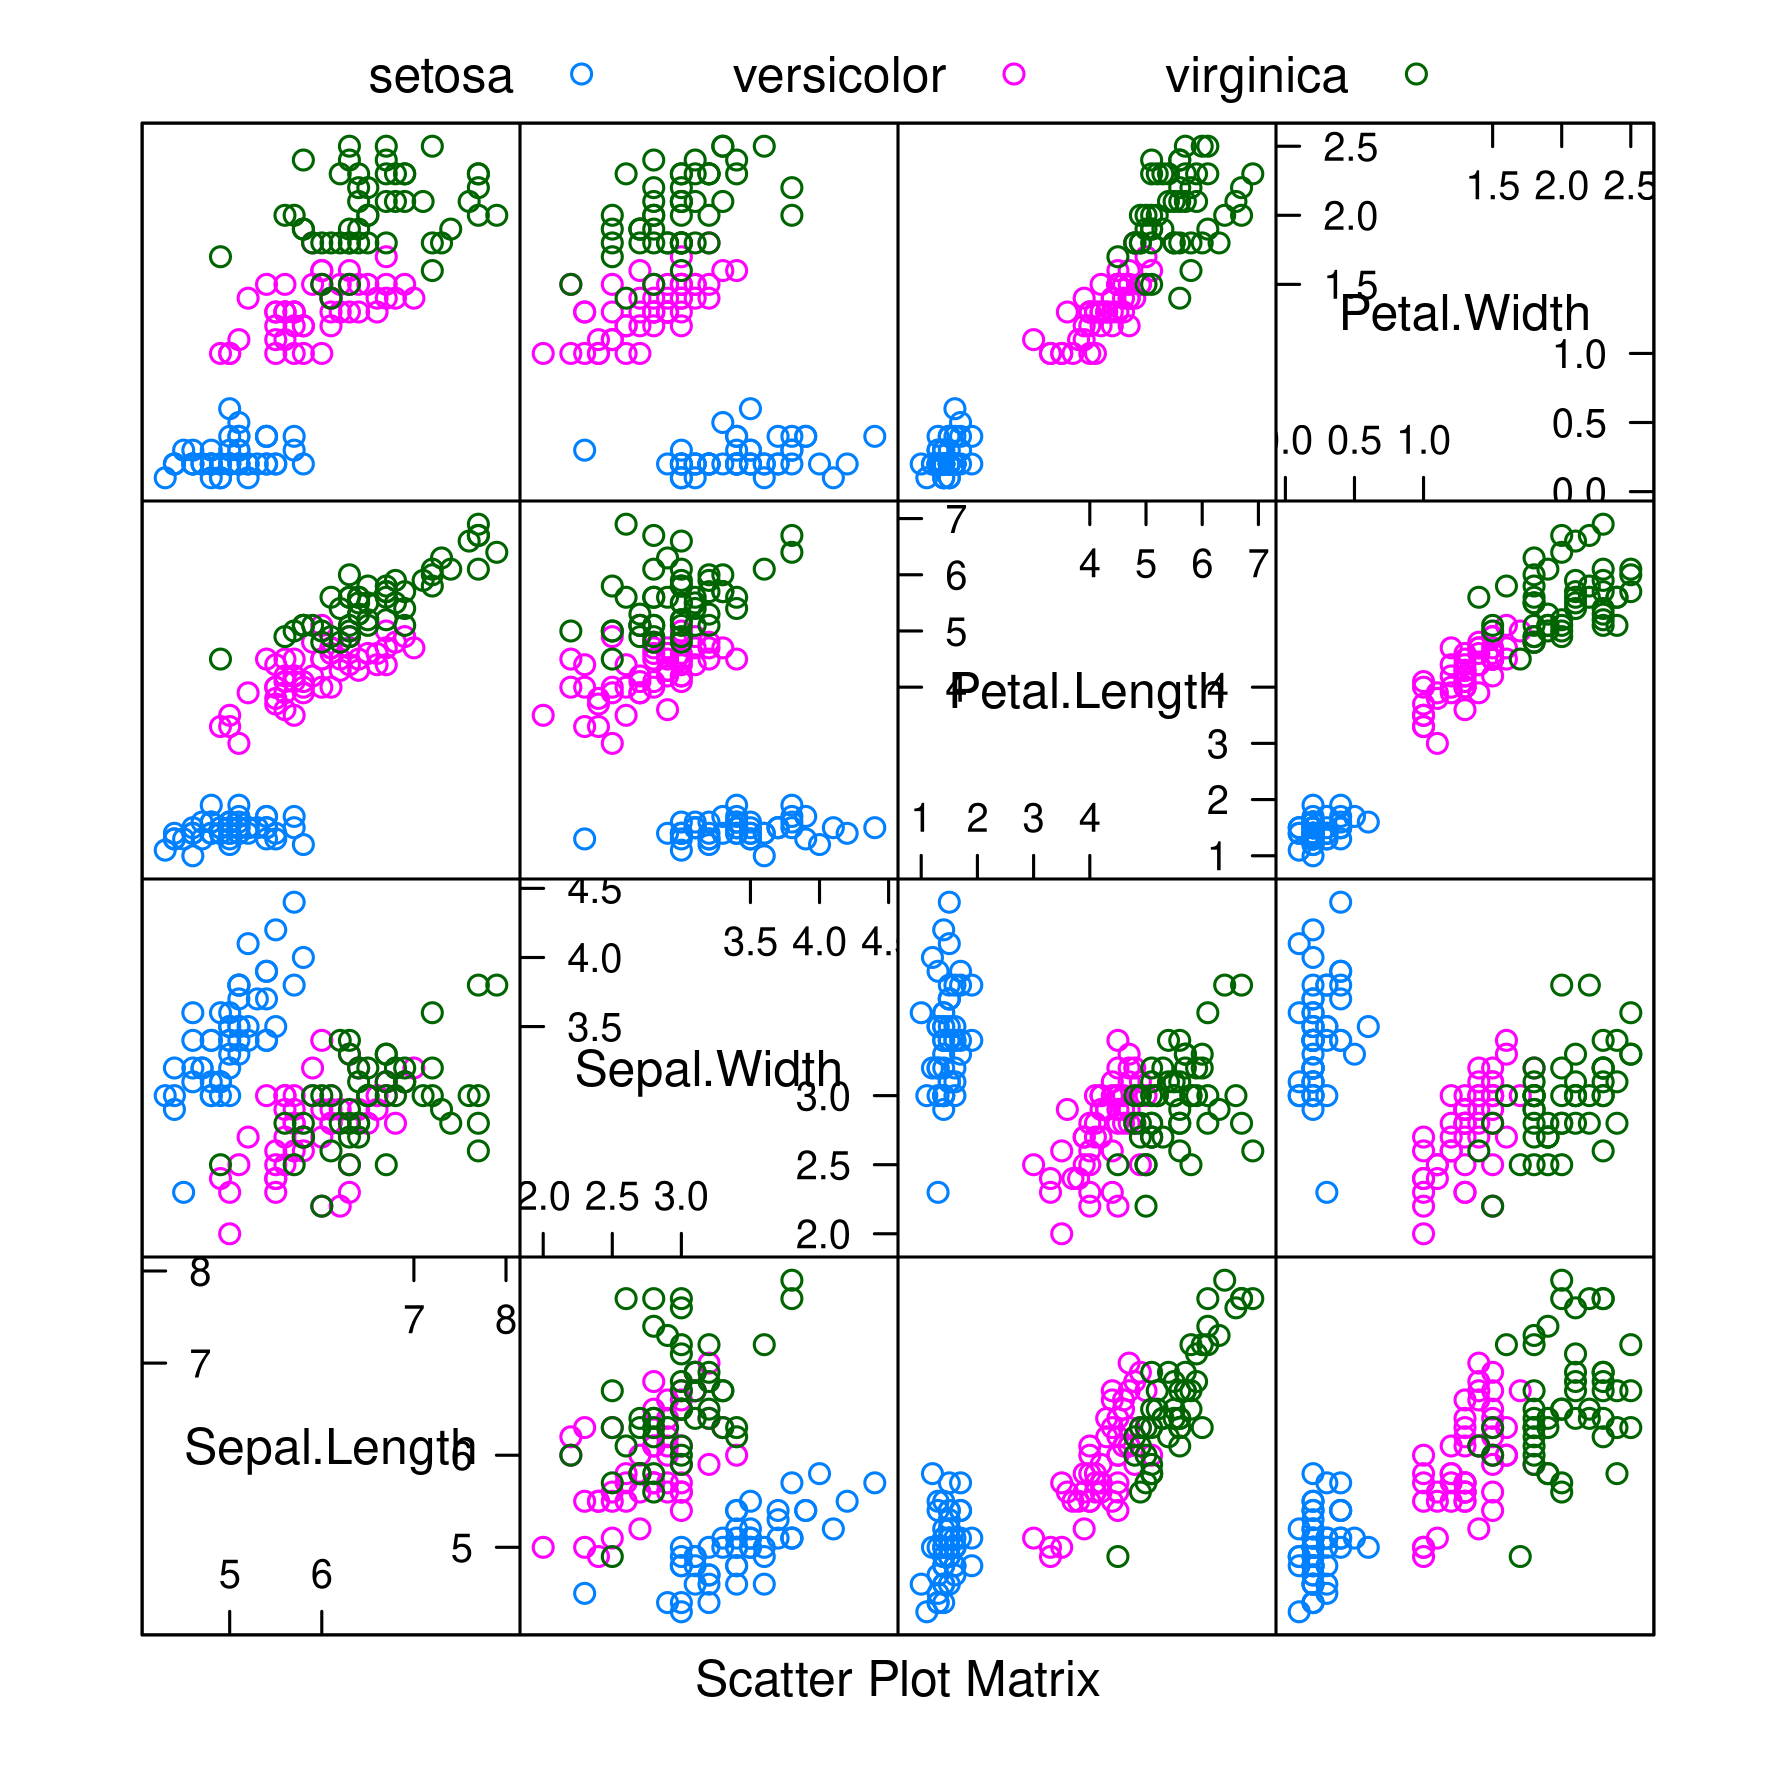 setosa versicolor virginica
2.5
1.5 2.0 2.5
2.0
1.5
Petal.Width
1.0
0.5
.0 0.5 1.0
0.0
7
4 5 6 7
6
5
4 Petal.Length 4
3
1 2 3 4
2
1
4.5
3.5 4.0 4.
4.0
3.5
Sepal.Width
3.0
2.5
2.0 2.5 3.0
2.0
8
7 8
7
Sepal.Length 6
5
5 6
Scatter Plot Matrix